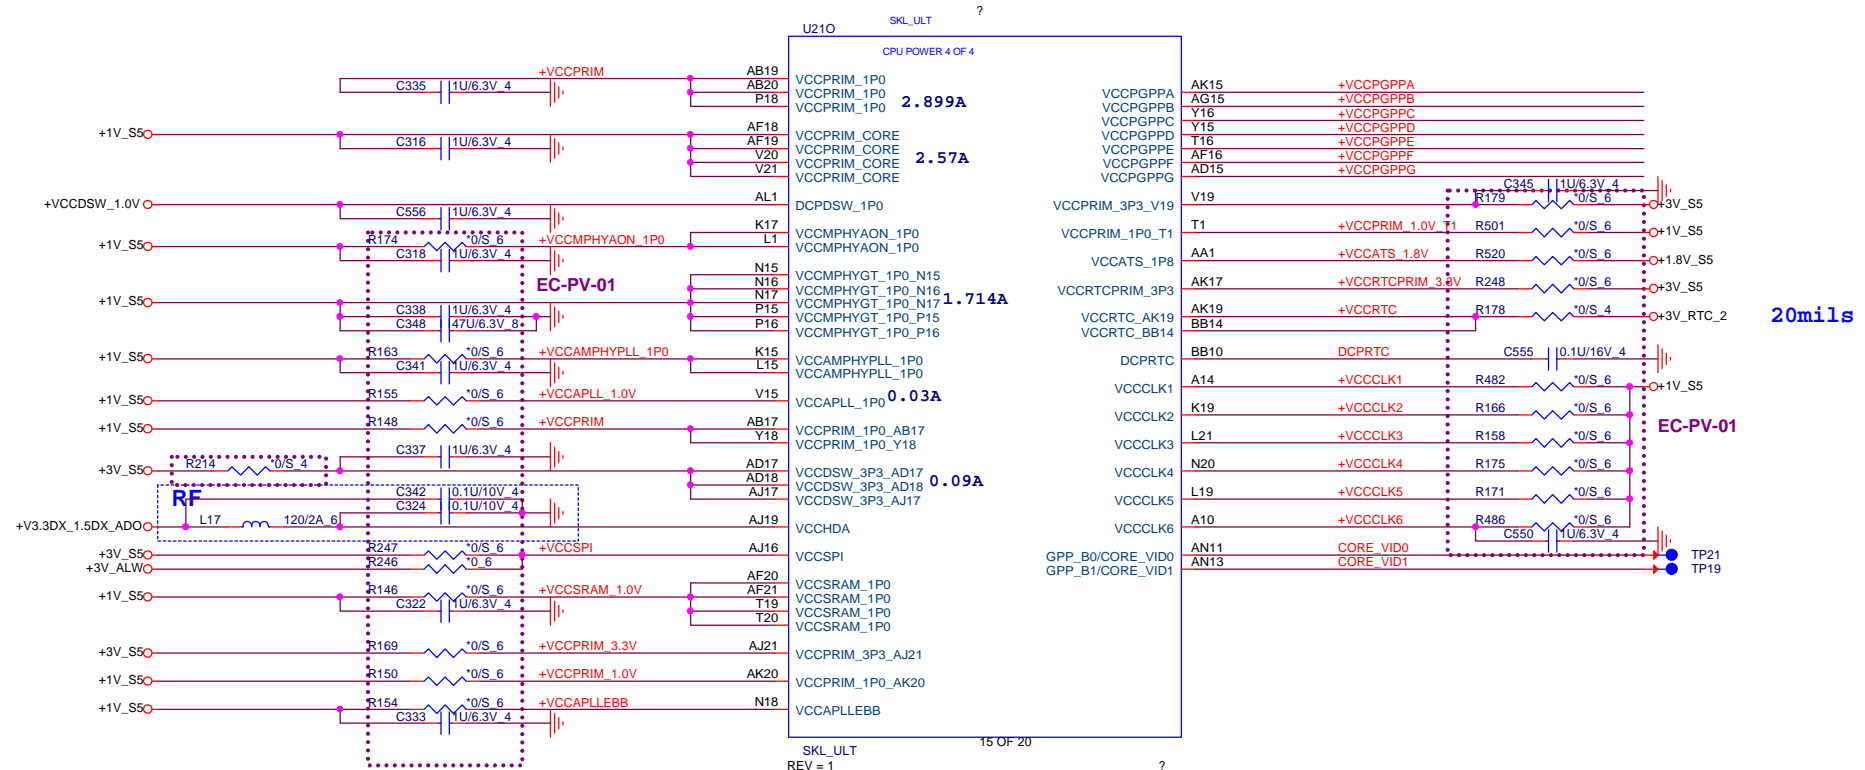 ?
SKL_ULT
U21O
CPU POWER 4 OF 4
+VCCPRIM
C335 1U/6.3V_4
AB19 VCCPRIM_1P0
AB20 VCCPRIM_1P0
P18 VCCPRIM_1P0
2.899A
+1V_S5
C316 1U/6.3V_4
AF18 VCCPRIM_CORE
AF19 VCCPRIM_CORE
V20 VCCPRIM_CORE
V21 VCCPRIM_CORE
2.57A
+VCCDSW_1.0V
C556 1U/6.3V_4
AL1 DCPDSW_1P0
+1V_S5
R174 *0/S_6 +VCCMPHYAON_1P0
C318 1U/6.3V_4
K17 VCCMPHYAON_1P0
L1 VCCMPHYAON_1P0
EC-PV-01
+1V_S5
C338 1U/6.3V_4
C348 47U/6.3V_8
N15 VCCMPHYGT_1P0_N15
N16 VCCMPHYGT_1P0_N16
N17 VCCMPHYGT_1P0_N17
P15 VCCMPHYGT_1P0_P15
P16 VCCMPHYGT_1P0_P16
1.714A
+1V_S5
R163 *0/S_6 +VCCAMPHYPLL_1P0
C341 1U/6.3V_4
K15 VCCAMPHYPLL_1P0
L15 VCCAMPHYPLL_1P0
+1V_S5
R155 *0/S_6 +VCCAPLL_1.0V
V15 VCCAPLL_1P0
0.03A
+1V_S5
R148 *0/S_6 +VCCPRIM
AB17 VCCPRIM_1P0_AB17
Y18 VCCPRIM_1P0_Y18
C337 1U/6.3V_4
+3V_S5
R214 *0/S_4
AD17 VCCDSW_3P3_AD17
AD18 VCCDSW_3P3_AD18
AJ17 VCCDSW_3P3_AJ17
0.09A
RF
C342 0.1U/10V_4
C324 0.1U/10V_4
+V3.3DX_1.5DX_ADO
L17 120/2A_6
AJ19 VCCHDA
+3V_S5
R247 *0/S_6 +VCCSPI
AJ16 VCCSPI
+3V_ALW
R246 *0_6
+1V_S5
R146 *0/S_6 +VCCSRAM_1.0V
C322 1U/6.3V_4
AF20 VCCSRAM_1P0
AF21 VCCSRAM_1P0
T19 VCCSRAM_1P0
T20 VCCSRAM_1P0
+3V_S5
R169 *0/S_6 +VCCPRIM_3.3V
AJ21 VCCPRIM_3P3_AJ21
+1V_S5
R150 *0/S_6 +VCCPRIM_1.0V
AK20 VCCPRIM_1P0_AK20
+1V_S5
R154 *0/S_6 +VCCAPLLEBB
C333 1U/6.3V_4
N18 VCCAPLLEBB
VCCPGPPA AK15 +VCCPGPPA
VCCPGPPB AG15 +VCCPGPPB
VCCPGPPC Y16 +VCCPGPPC
VCCPGPPD Y15 +VCCPGPPD
VCCPGPPE T16 +VCCPGPPE
VCCPGPPF AF16 +VCCPGPPF
VCCPGPPG AD15 +VCCPGPPG
C345 1U/6.3V_4
VCCPRIM_3P3_V19 V19 R179 *0/S_6 +3V_S5
VCCPRIM_1P0_T1 T1 +VCCPRIM_1.0V_T1 R501 *0/S_6 +1V_S5
VCCATS_1P8 AA1 +VCCATS_1.8V R520 *0/S_6 +1.8V_S5
VCCRTCPRIM_3P3 AK17 +VCCRTCPRIM_3.3V R248 *0/S_6 +3V_S5
VCCRTC_AK19 AK19 +VCCRTC R178 *0/S_4 +3V_RTC_2
VCCRTC_BB14 BB14
20mils
DCPRTC BB10 DCPRTC C555 0.1U/16V_4
VCCCLK1 A14 +VCCCLK1 R482 *0/S_6 +1V_S5
VCCCLK2 K19 +VCCCLK2 R166 *0/S_6
EC-PV-01
VCCCLK3 L21 +VCCCLK3 R158 *0/S_6
VCCCLK4 N20 +VCCCLK4 R175 *0/S_6
VCCCLK5 L19 +VCCCLK5 R171 *0/S_6
VCCCLK6 A10 +VCCCLK6 R486 *0/S_6
C550 1U/6.3V_4
GPP_B0/CORE_VID0 AN11 CORE_VID0 TP21
GPP_B1/CORE_VID1 AN13 CORE_VID1 TP19
15 OF 20
SKL_ULT
REV = 1
?